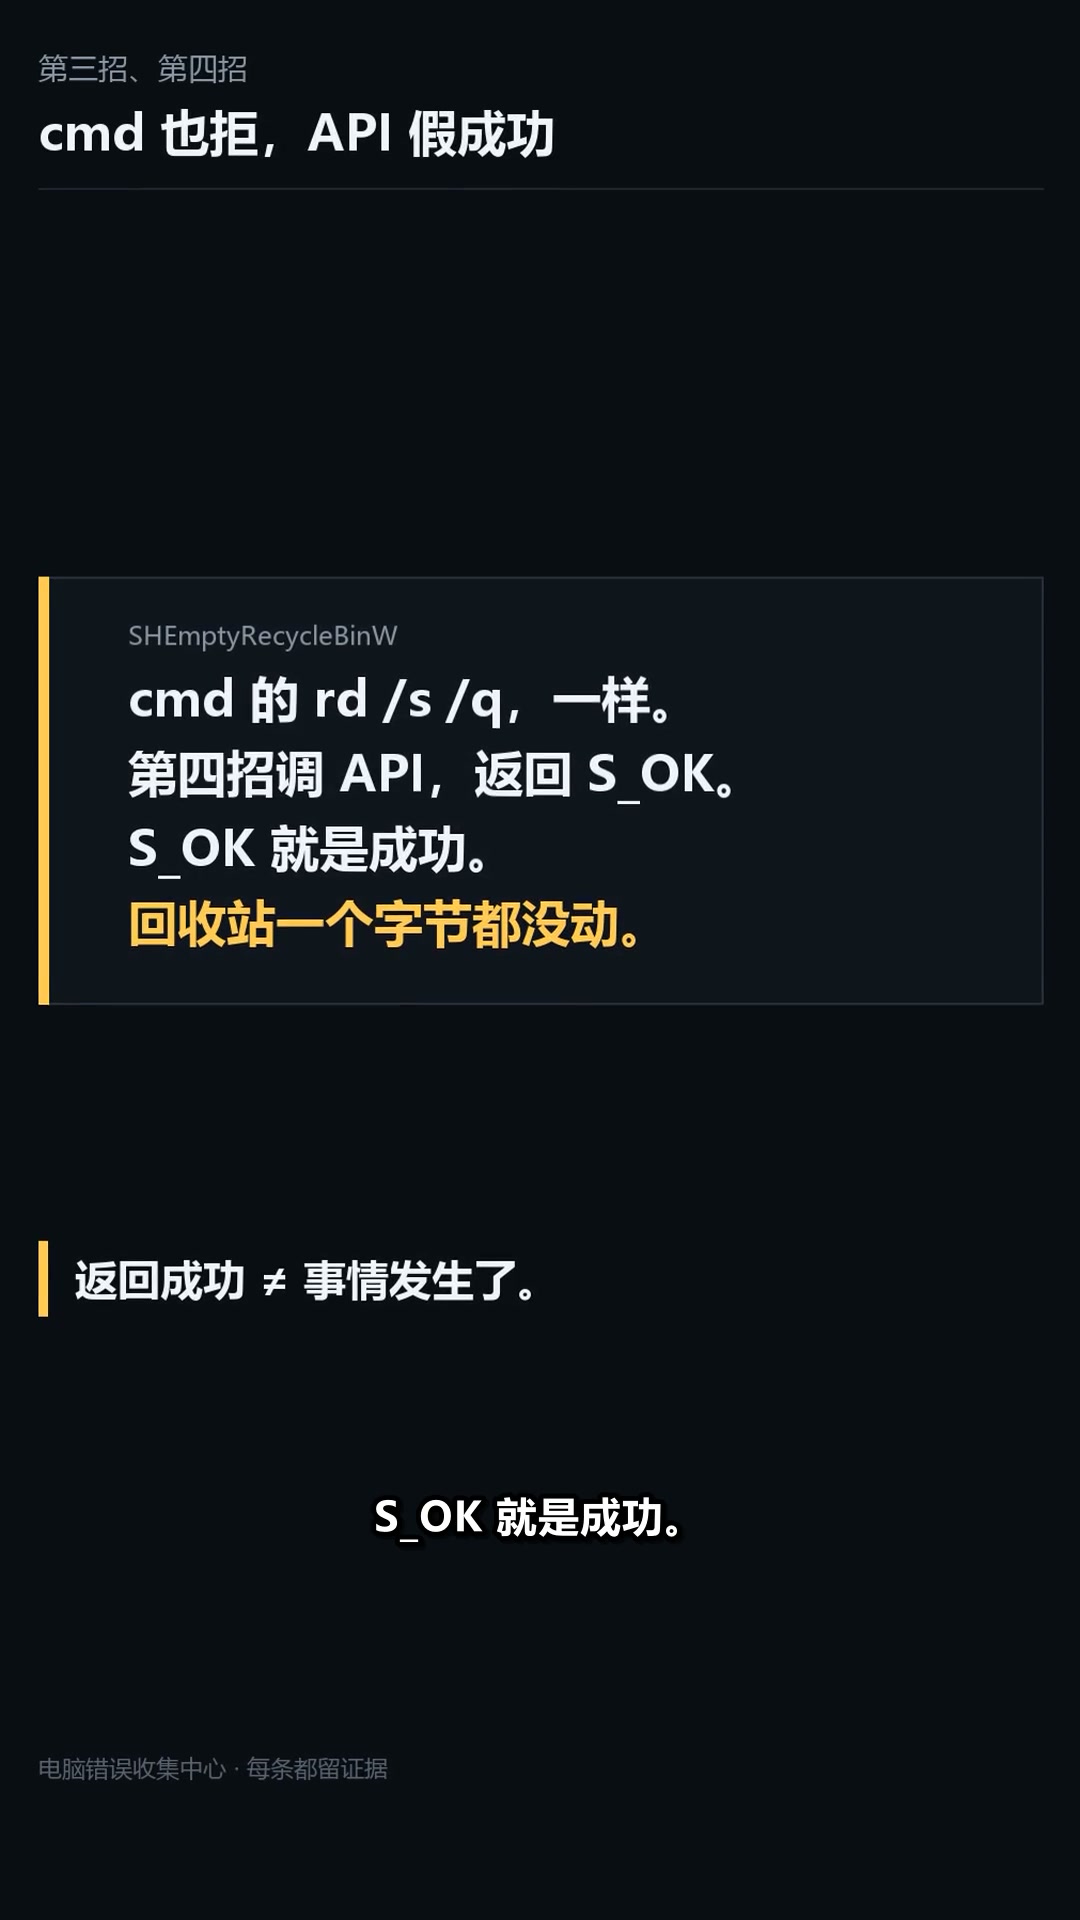 第三招、第四招
cmd 也拒，API 假成功
SHEmptyRecycleBinW
cmd 的 rd /s /q，一样。
第四招调 API，返回 S_OK。
S_OK 就是成功。
回收站一个字节都没动。
返回成功 ≠ 事情发生了。
S_OK 就是成功。
电脑错误收集中心 · 每条都留证据